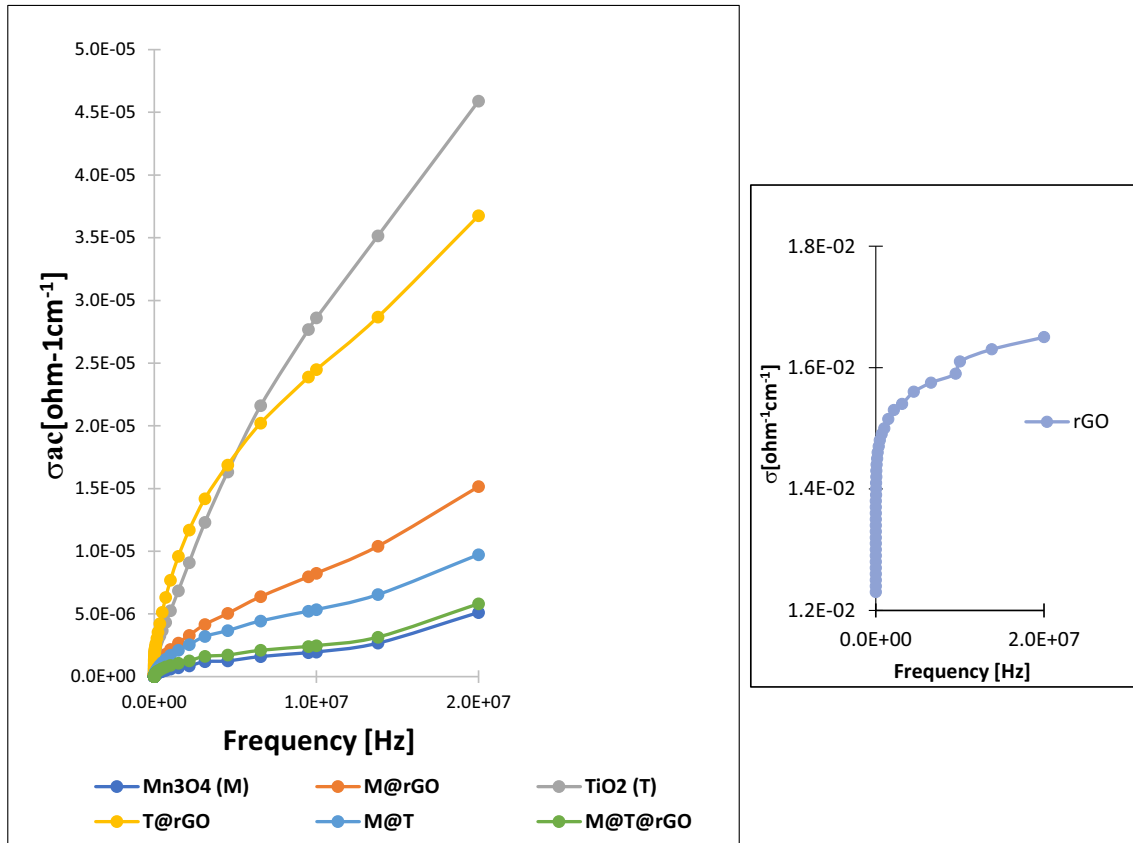 5.0E-05
4.5E-05
4.0E-05
3.5E-05
3.0E-05
2.5E-05
2.0E-05
1.5E-05
1.0E-05
5.0E-06
0.0E+00
σac[ohm-1cm⁻¹]
0.0E+00 1.0E+07 2.0E+07
Frequency [Hz]
Mn3O4 (M) M@rGO TiO2 (T)
T@rGO M@T M@T@rGO
1.8E-02
1.6E-02
1.4E-02
1.2E-02
σ[ohm⁻¹cm⁻¹]
rGO
0.0E+00 2.0E+07
Frequency [Hz]